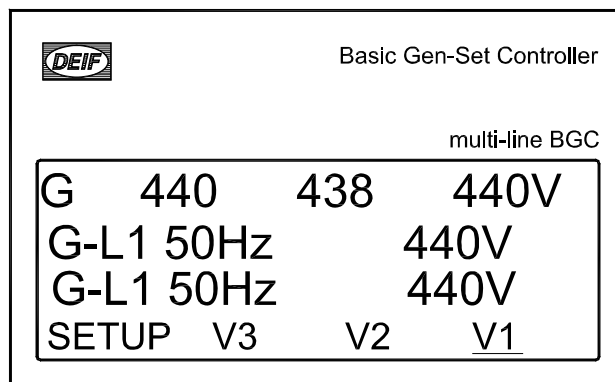 DEIF
Basic Gen-Set Controller
multi-line BGC
G 440 438 440V
G-L1 50Hz 440V
G-L1 50Hz 440V
SETUP V3 V2 V1